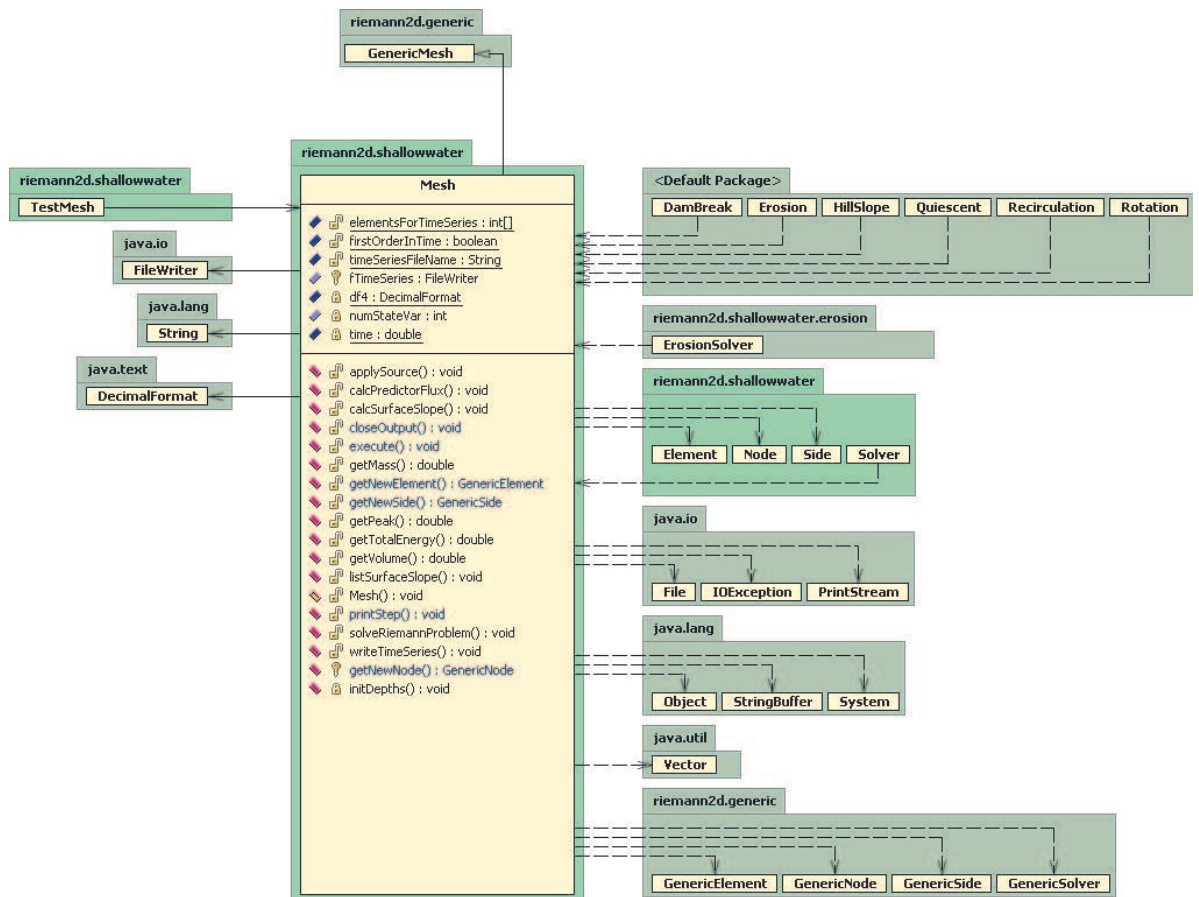 riemann2d.generic
GenericMesh
riemann2d.shallowwater
TestMesh
java.io
FileWriter
java.lang
String
java.text
DecimalFormat
riemann2d.shallowwater
Mesh
elementsForTimeSeries : int[]
firstOrderInTime : boolean
timeSeriesFileName : String
fTimeSeries : FileWriter
df4 : DecimalFormat
numStateVar : int
time : double
applySource() : void
calcPredictorFlux() : void
calcSurfaceSlope() : void
closeOutput() : void
execute() : void
getMass() : double
getNewElement() : GenericElement
getNewSide() : GenericSide
getPeak() : double
getTotalEnergy() : double
getVolume() : double
listSurfaceSlope() : void
Mesh() : void
printStep() : void
solveRiemannProblem() : void
writeTimeSeries() : void
getNewNode() : GenericNode
initDepths() : void
<Default Package>
DamBreak Erosion HillSlope Quiescent Recirculation Rotation
riemann2d.shallowwater.erosion
ErosionSolver
riemann2d.shallowwater
Element Node Side Solver
java.io
File IOException PrintStream
java.lang
Object StringBuffer System
java.util
Vector
riemann2d.generic
GenericElement GenericNode GenericSide GenericSolver